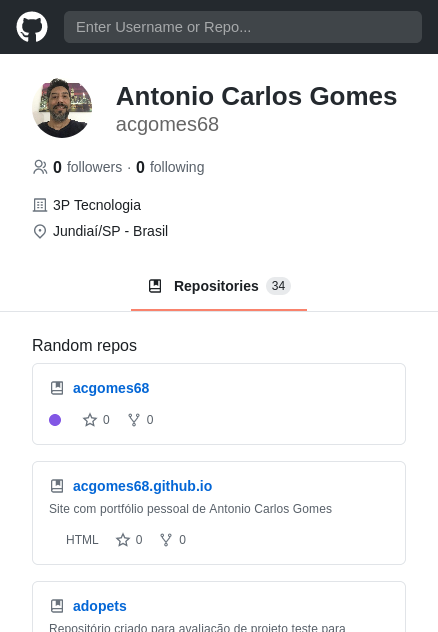 Enter Username or Repo...
Antonio Carlos Gomes
acgomes68
0 followers · 0 following
3P Tecnologia
Jundiaí/SP - Brasil
Repositories 34
Random repos
acgomes68
0 0
acgomes68.github.io
Site com portfólio pessoal de Antonio Carlos Gomes
HTML 0 0
adopets
Repositório criado para avaliação de projeto teste para